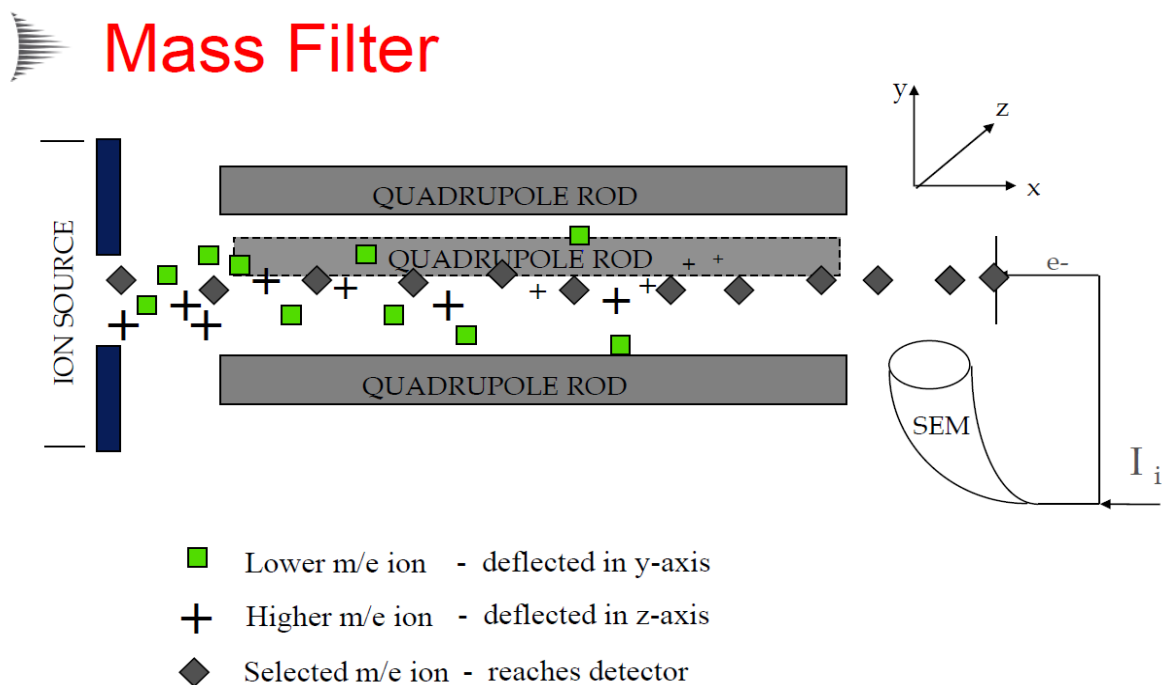 Mass Filter
y
z
x
ION SOURCE
QUADRUPOLE ROD
QUADRUPOLE ROD
e-
QUADRUPOLE ROD
SEM
I i
Lower m/e ion - deflected in y-axis
Higher m/e ion - deflected in z-axis
Selected m/e ion - reaches detector